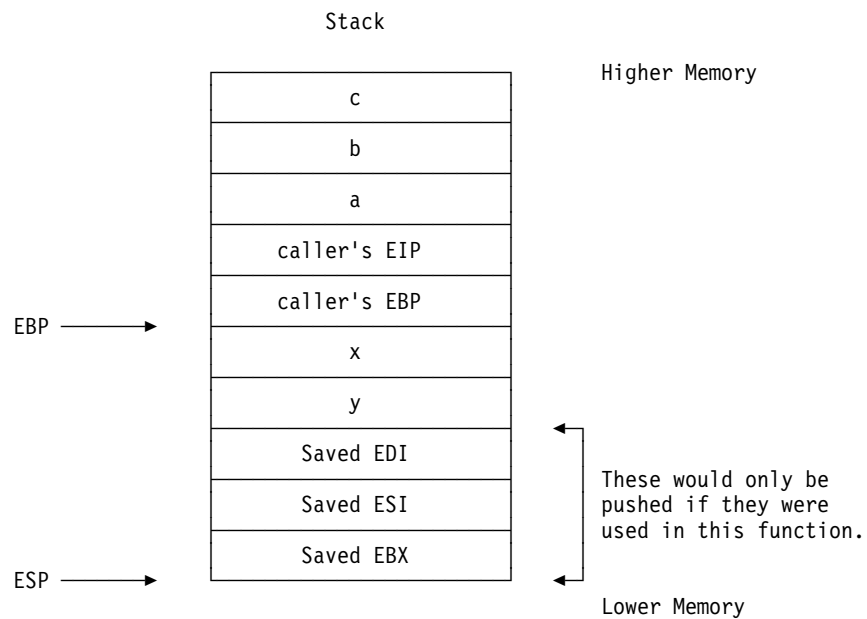 Stack
Higher Memory
c
b
a
caller's EIP
caller's EBP
EBP
x
y
Saved EDI
Saved ESI
Saved EBX
These would only be
pushed if they were
used in this function.
ESP
Lower Memory